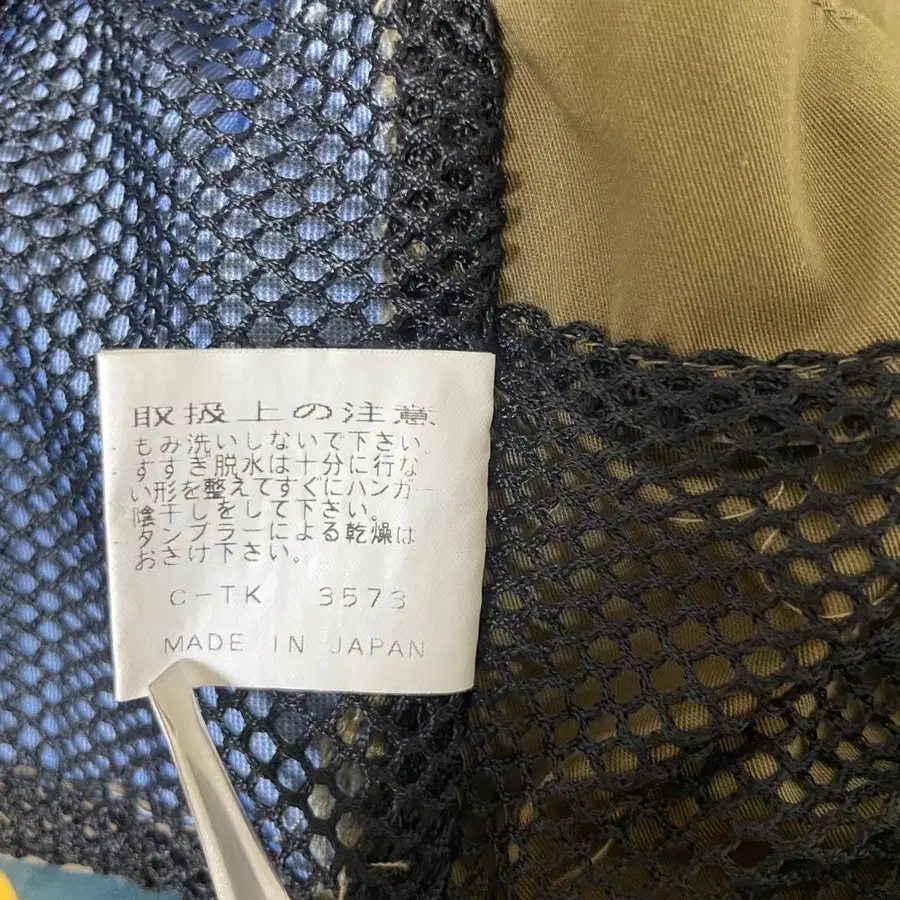 取扱上の注意
もみ洗いしないで下さい、
すすぎ脱水は十分に行な
い形を整えてすぐにハンガー
陰干しをして下さい。
タンブラーによる乾燥は
おさけ下さい。
C-TK 3573
MADE IN JAPAN